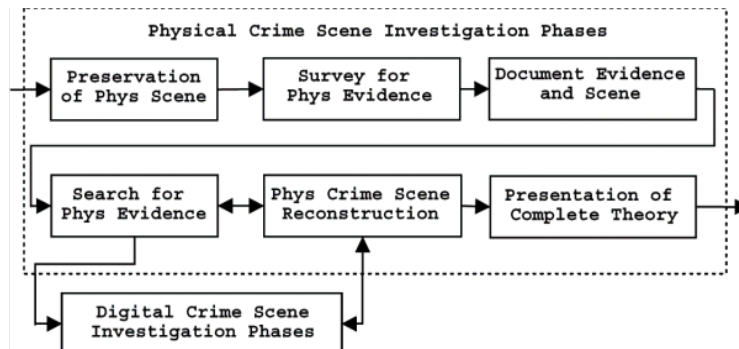 Physical Crime Scene Investigation Phases
Preservation
of Phys Scene
Survey for
Phys Evidence
Document Evidence
and Scene
Search for
Phys Evidence
Phys Crime Scene
Reconstruction
Presentation of
Complete Theory
Digital Crime Scene
Investigation Phases